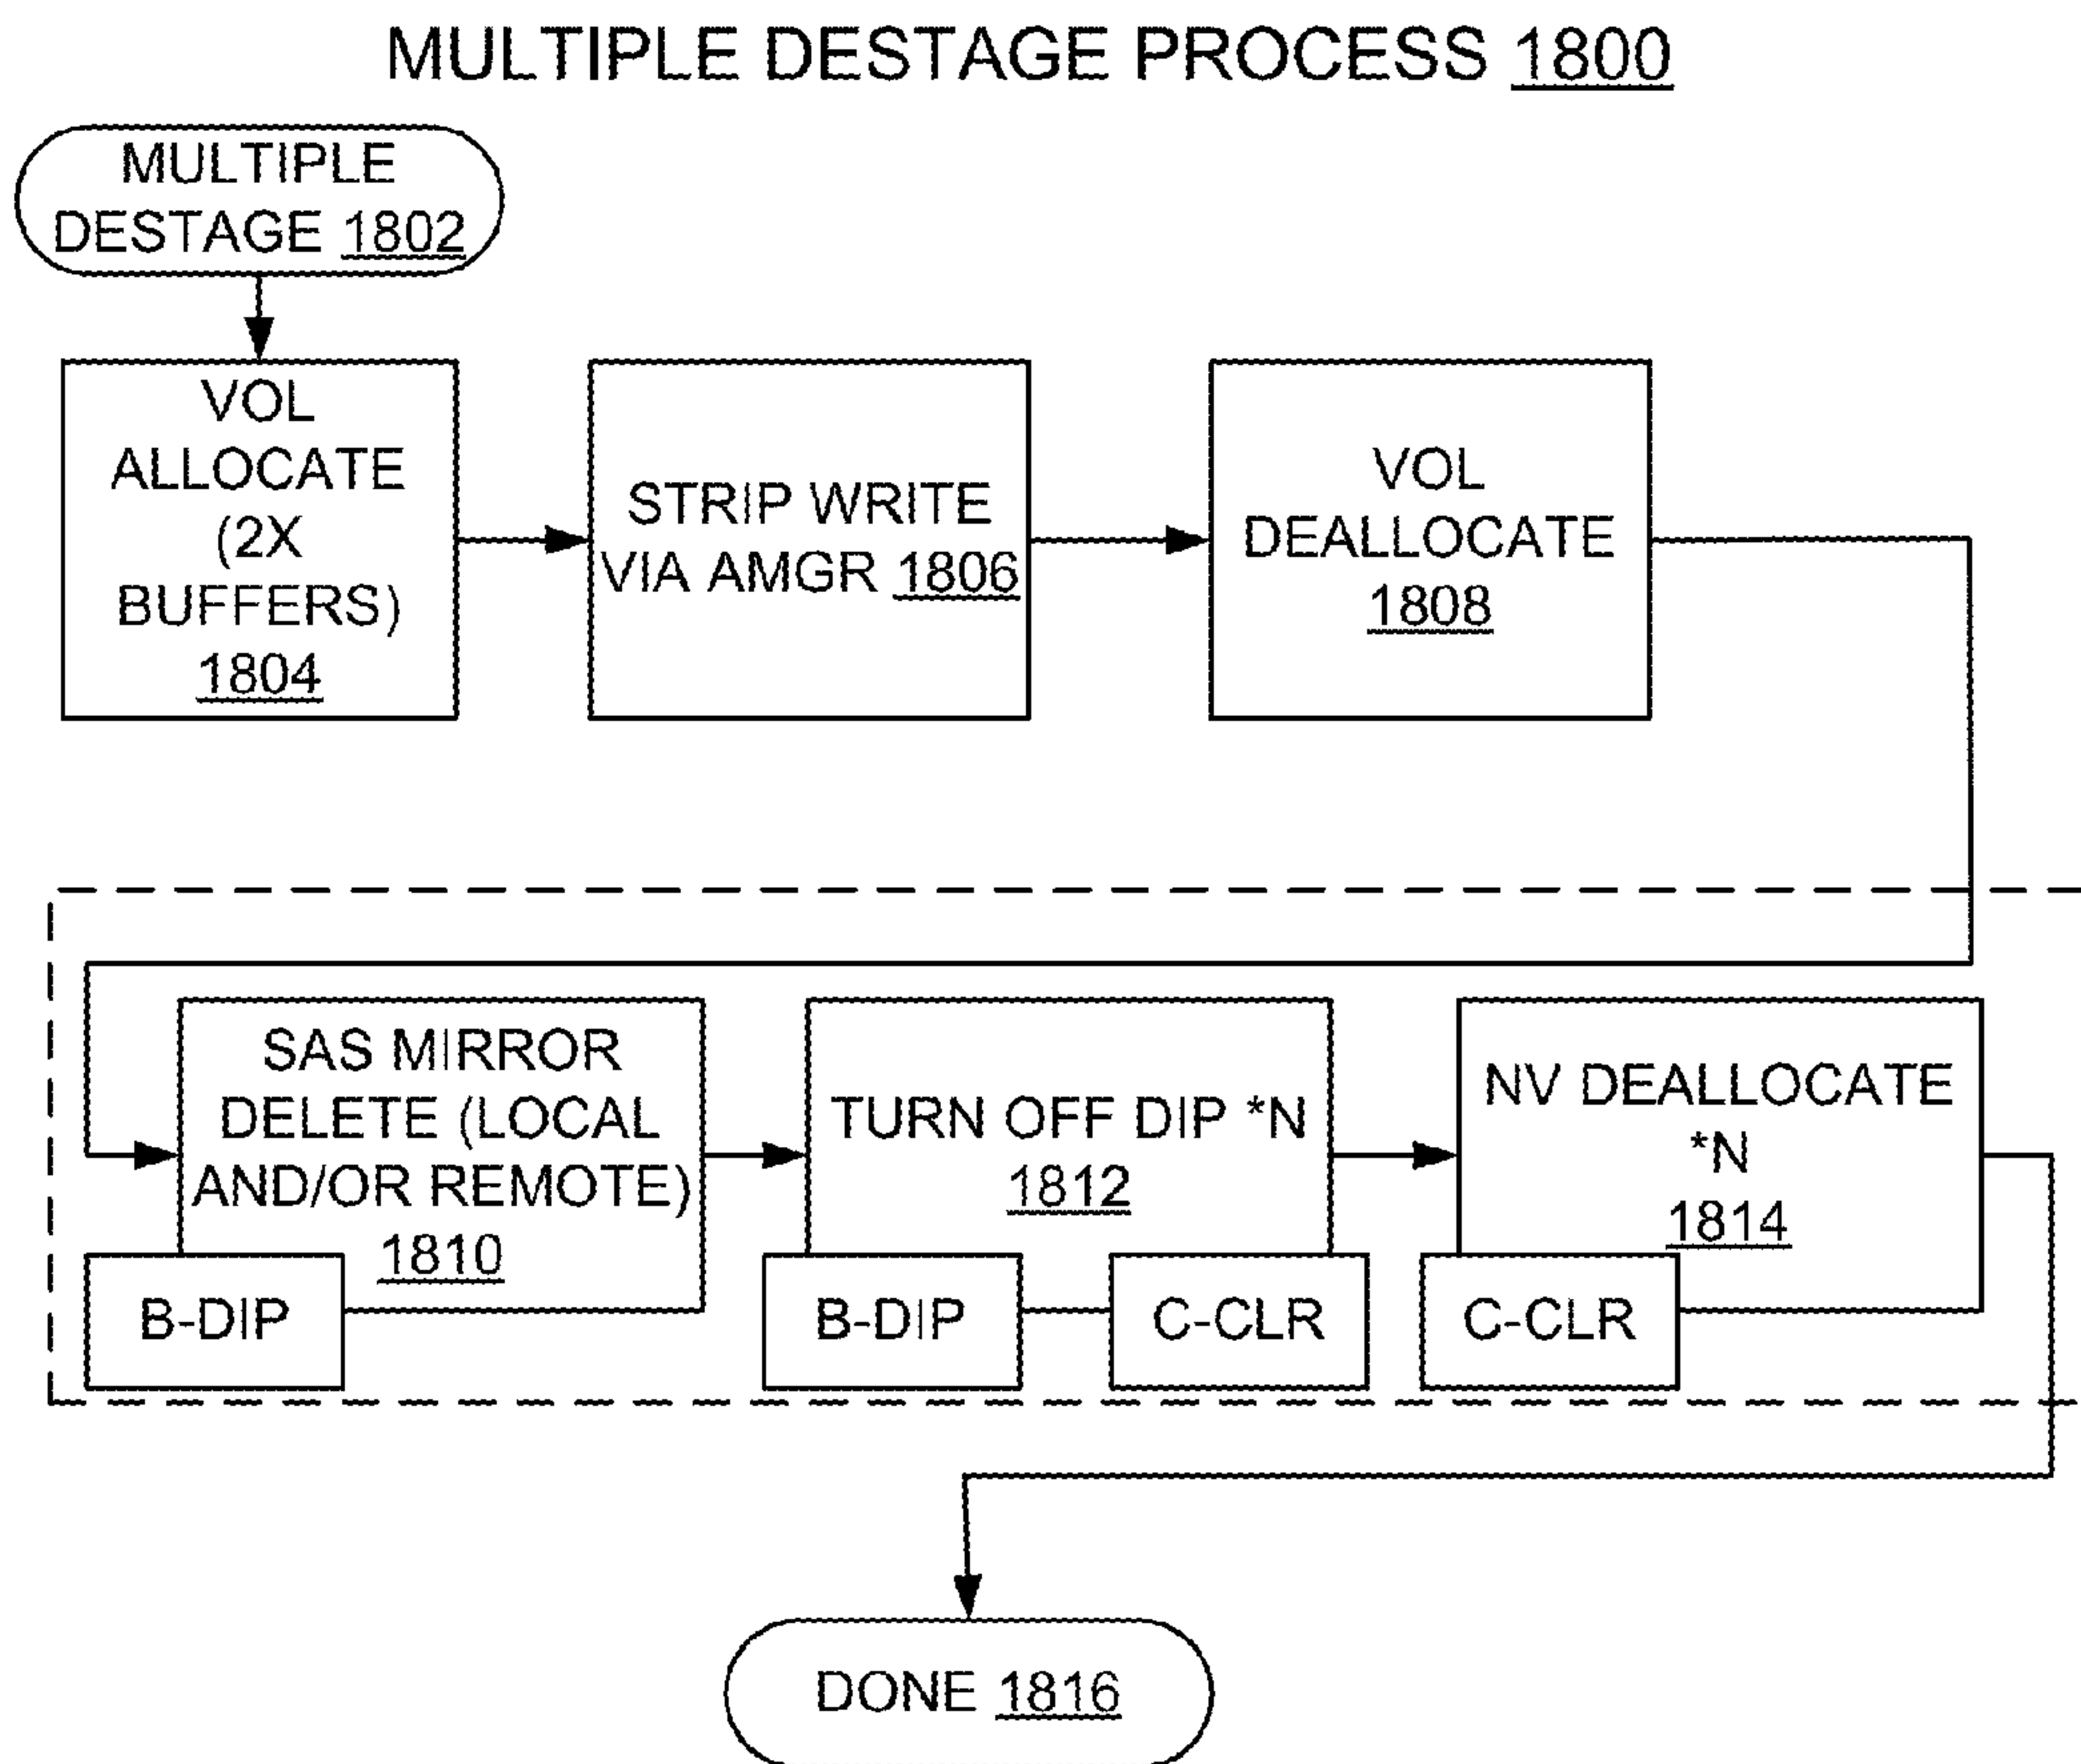 MULTIPLE DESTAGE PROCESS 1800
MULTIPLE
DESTAGE 1802
VOL
ALLOCATE
(2X
BUFFERS)
1804
STRIP WRITE
VIA AMGR 1806
VOL
DEALLOCATE
1808
SAS MIRROR
DELETE (LOCAL
AND/OR REMOTE)
1810
B-DIP
TURN OFF DIP *N
1812
B-DIP
C-CLR
NV DEALLOCATE
*N
1814
C-CLR
DONE 1816